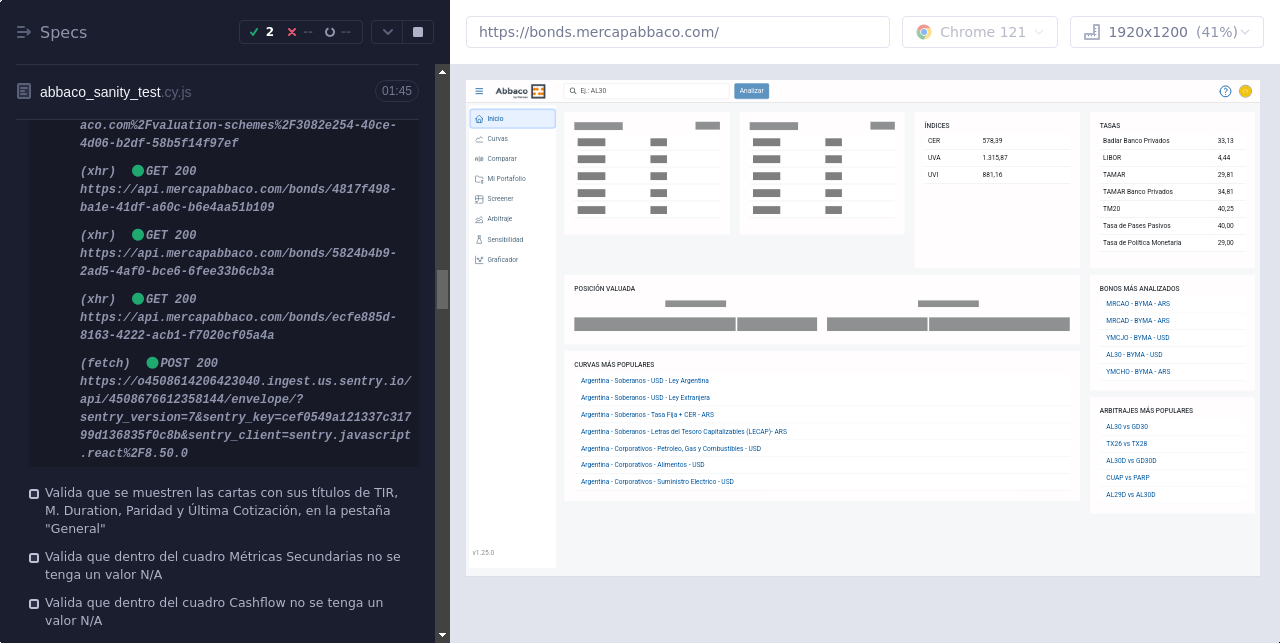 Specs
2
--
--
abbaco_sanity_test.cy.js
01:45
aco.com%2Fvaluation-schemes%2F3082e254-40ce-
4d06-b2df-58b5f14f97ef
(xhr) GET 200
https://api.mercapabbaco.com/bonds/4817f498-
ba1e-41df-a60c-b6e4aa51b109
(xhr) GET 200
https://api.mercapabbaco.com/bonds/5824b4b9-
2ad5-4af0-bce6-6fee33b6cb3a
(xhr) GET 200
https://api.mercapabbaco.com/bonds/ecfe885d-
8163-4222-acb1-f7020cf05a4a
(fetch) POST 200
https://o4508614206423040.ingest.us.sentry.io/
api/4508676612358144/envelope/?
sentry_version=7&sentry_key=cef0549a121337c317
99d136835f0c8b&sentry_client=sentry.javascript
.react%2F8.50.0
Valida que se muestren las cartas con sus títulos de TIR,
M. Duration, Paridad y Última Cotización, en la pestaña
"General"
Valida que dentro del cuadro Métricas Secundarias no se
tenga un valor N/A
Valida que dentro del cuadro Cashflow no se tenga un
valor N/A
https://bonds.mercapabbaco.com/
Chrome 121
1920x1200 (41%)
Abbaco
Ej.: AL30
Analizar
Inicio
Curvas
Comparar
Mi Portafolio
Screener
Arbitraje
Sensibilidad
Graficador
v1.25.0
ÍNDICES
CER 578,39
UVA 1.315,87
UVI 881,16
TASAS
Badlar Banco Privados 33,13
LIBOR 4,44
TAMAR 29,81
TAMAR Banco Privados 34,81
TM20 40,25
Tasa de Pases Pasivos 40,00
Tasa de Política Monetaria 29,00
POSICIÓN VALUADA
CURVAS MÁS POPULARES
Argentina - Soberanos - USD - Ley Argentina
Argentina - Soberanos - USD - Ley Extranjera
Argentina - Soberanos - Tasa Fija + CER - ARS
Argentina - Soberanos - Letras del Tesoro Capitalizables (LECAP)- ARS
Argentina - Corporativos - Petroleo, Gas y Combustibles - USD
Argentina - Corporativos - Alimentos - USD
Argentina - Corporativos - Suministro Electrico - USD
BONOS MÁS ANALIZADOS
MRCAO - BYMA - ARS
MRCAD - BYMA - ARS
YMCJO - BYMA - USD
AL30 - BYMA - USD
YMCHO - BYMA - ARS
ARBITRAJES MÁS POPULARES
AL30 vs GD30
TX26 vs TX28
AL30D vs GD30D
CUAP vs PARP
AL29D vs AL30D